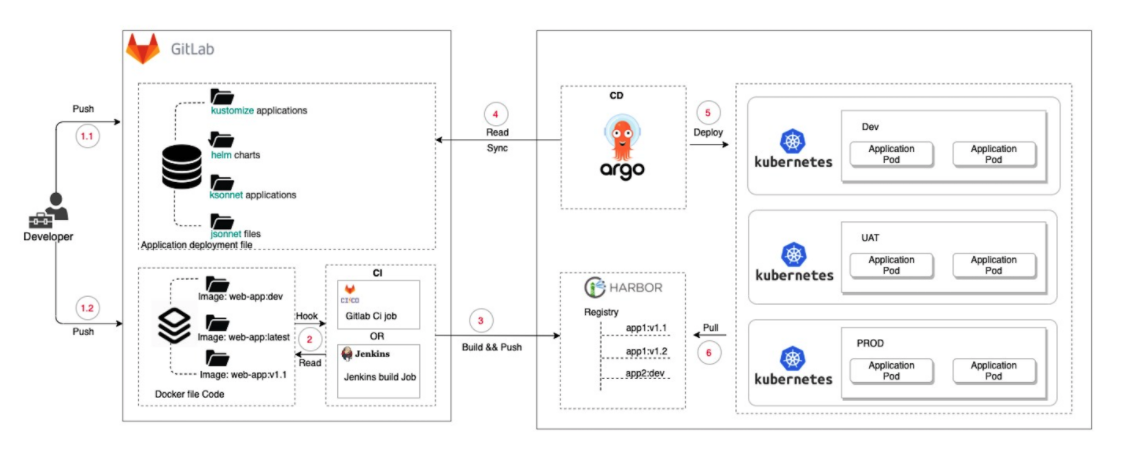 GitLab
Push
1.1
Developer
1.2
Push
kustomize applications
helm charts
ksonnet applications
jsonnet files
Application deployment file
Image: web-app:dev
Image: web-app:latest
Image: web-app:v1.1
Docker file Code
Hook
2
Read
CI
CI/CD
Gitlab Ci job
OR
Jenkins
Jenkins build Job
3
Build && Push
4
Read
Sync
CD
argo
5
Deploy
HARBOR
Registry
app1:v1.1
app1:v1.2
app2:dev
Pull
6
kubernetes
Dev
Application
Pod
Application
Pod
kubernetes
UAT
Application
Pod
Application
Pod
kubernetes
PROD
Application
Pod
Application
Pod